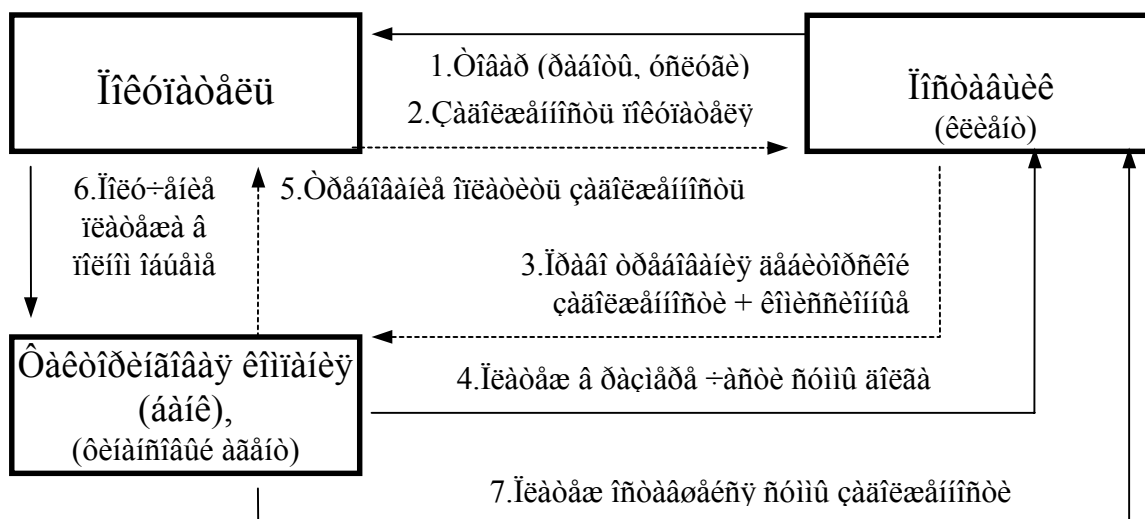 Ïîêóïàòåëü
1.Òîâàð (ðàáîòû, óñëóãè)
2.Çàäîëæåííîñòü ïîêóïàòåëÿ
Ïîñòàâùèê
(êëèåíò)
6.Ïîëó÷åíèå
ïëàòåæà â
ïîëíîì îáúåìå
5.Òðåáîâàíèå îïëàòèòü çàäîëæåííîñòü
3.Ïðàâî òðåáîâàíèÿ äåáèòîðñêîé
çàäîëæåííîñòè + êîìèññèîííûå
Ôàêòîðèíãîâàÿ êîìïàíèÿ
(áàíê),
(ôèíàíñîâûé àãåíò)
4.Ïëàòåæ â ðàçìåðå ÷àñòè ñóììû äîëãà
7.Ïëàòåæ îñòàâøåéñÿ ñóììû çàäîëæåííîñòè